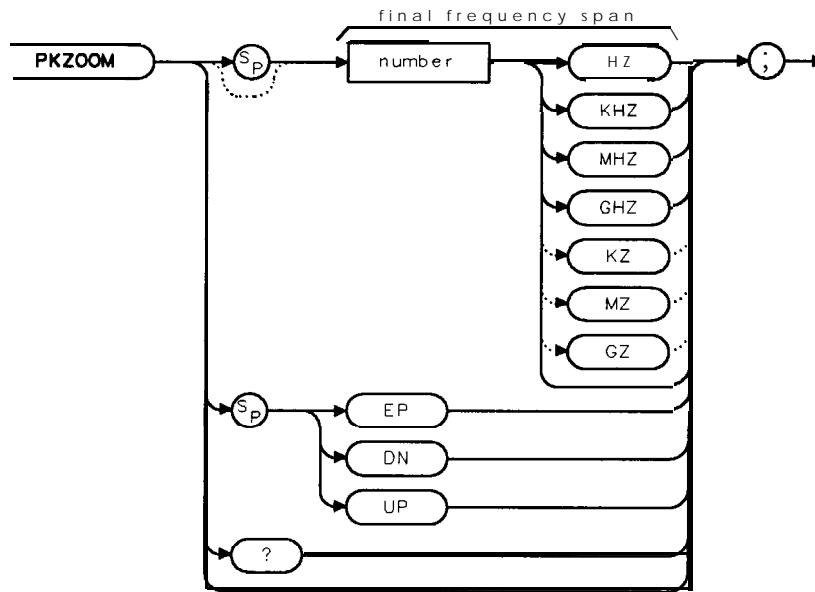 final frequency span
PKZOOM
SP
number
HZ
;
KHZ
MHZ
GHZ
KZ
MZ
GZ
SP
EP
DN
UP
?